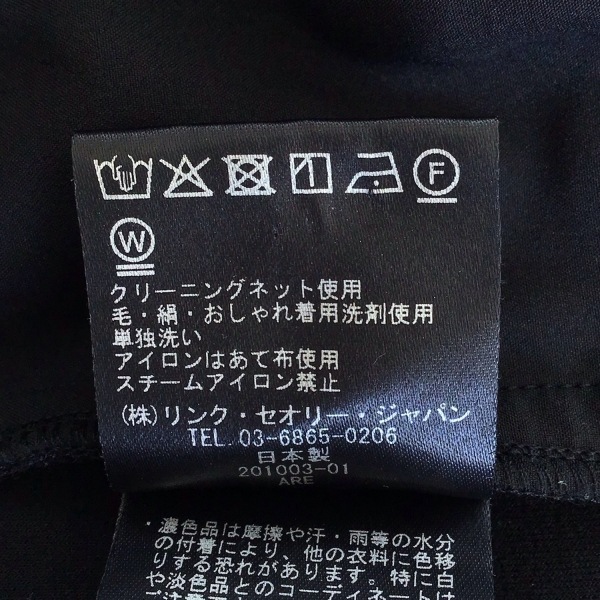 F
W
クリーニングネット使用
毛・絹・おしゃれ着用洗剤使用
単独洗い
アイロンはあて布使用
スチームアイロン禁止
(株)リンク・セオリー・ジャパン
TEL.03-6865-0206
日本製
201003-01
ARE
・濃色品は摩擦や汗・雨等の水分
の付着により、他の衣料に色移
りする恐れがあります。特に白
や淡色品とのコーディネートは